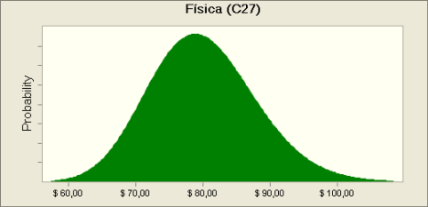 Física (C27)
Probability
$ 60,00 $ 70,00 $ 80,00 $ 90,00 $ 100,00